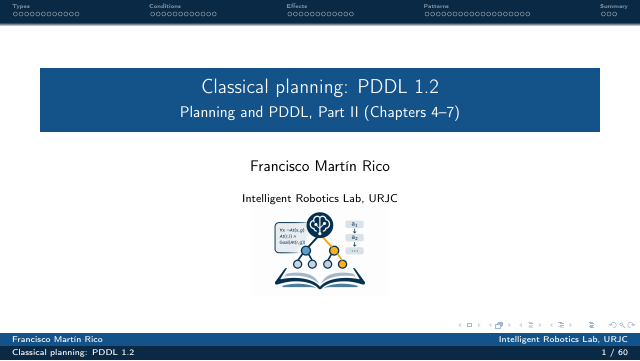 Types
Conditions
Effects
Patterns
Summary
Classical planning: PDDL 1.2
Planning and PDDL, Part II (Chapters 4–7)
Francisco Martín Rico
Intelligent Robotics Lab, URJC
Francisco Martín Rico
Intelligent Robotics Lab, URJC
Classical planning: PDDL 1.2
1 / 60